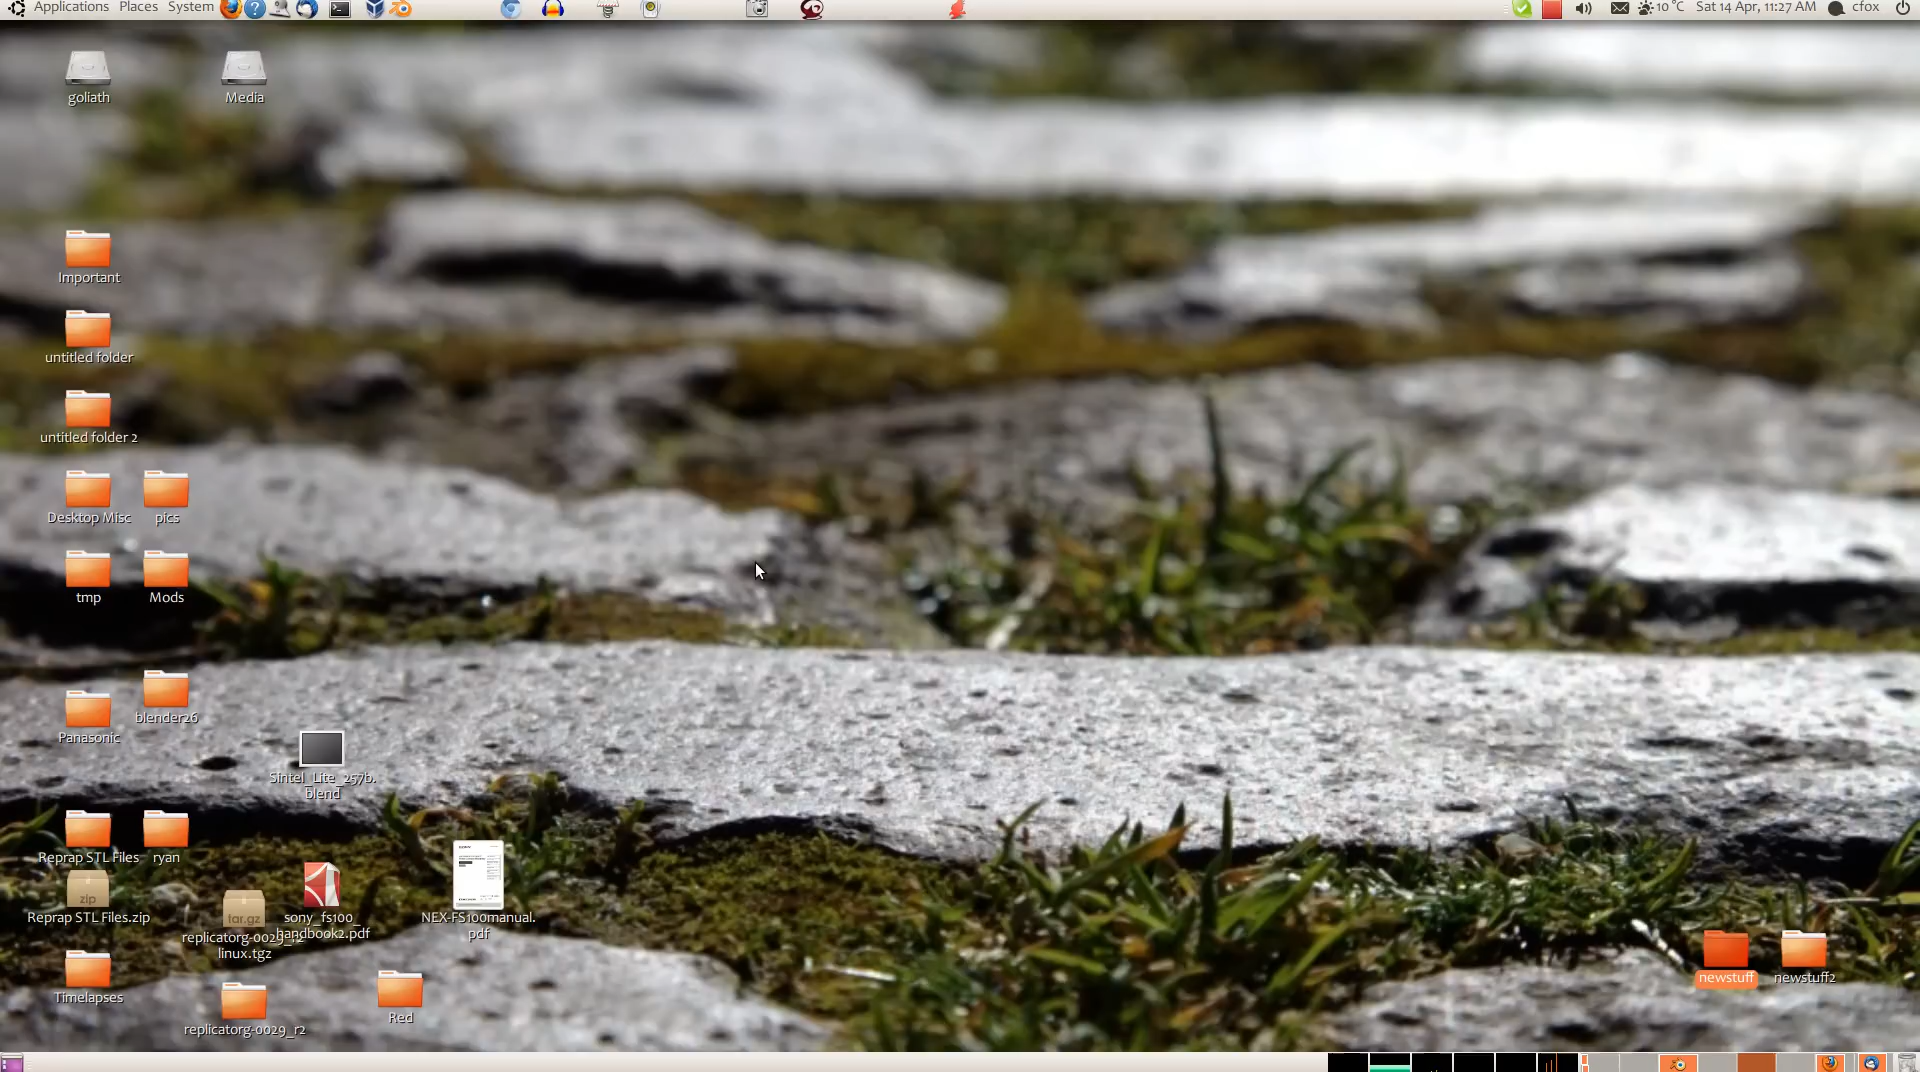 Applications Places System
10 °C Sat 14 Apr, 11:27 AM cfox
goliath
Media
Important
untitled folder
untitled folder 2
Desktop Misc
pics
tmp
Mods
Panasonic
blender26
Sintel_Lite_257b.
blend
Reprap STL Files
ryan
zip
Reprap STL Files.zip
tar.gz
replicatorg-0029_r2-
linux.tgz
sony_fs100_
handbook2.pdf
NEX-FS100manual.
pdf
Timelapses
replicatorg-0029_r2
Red
newstuff
newstuff2